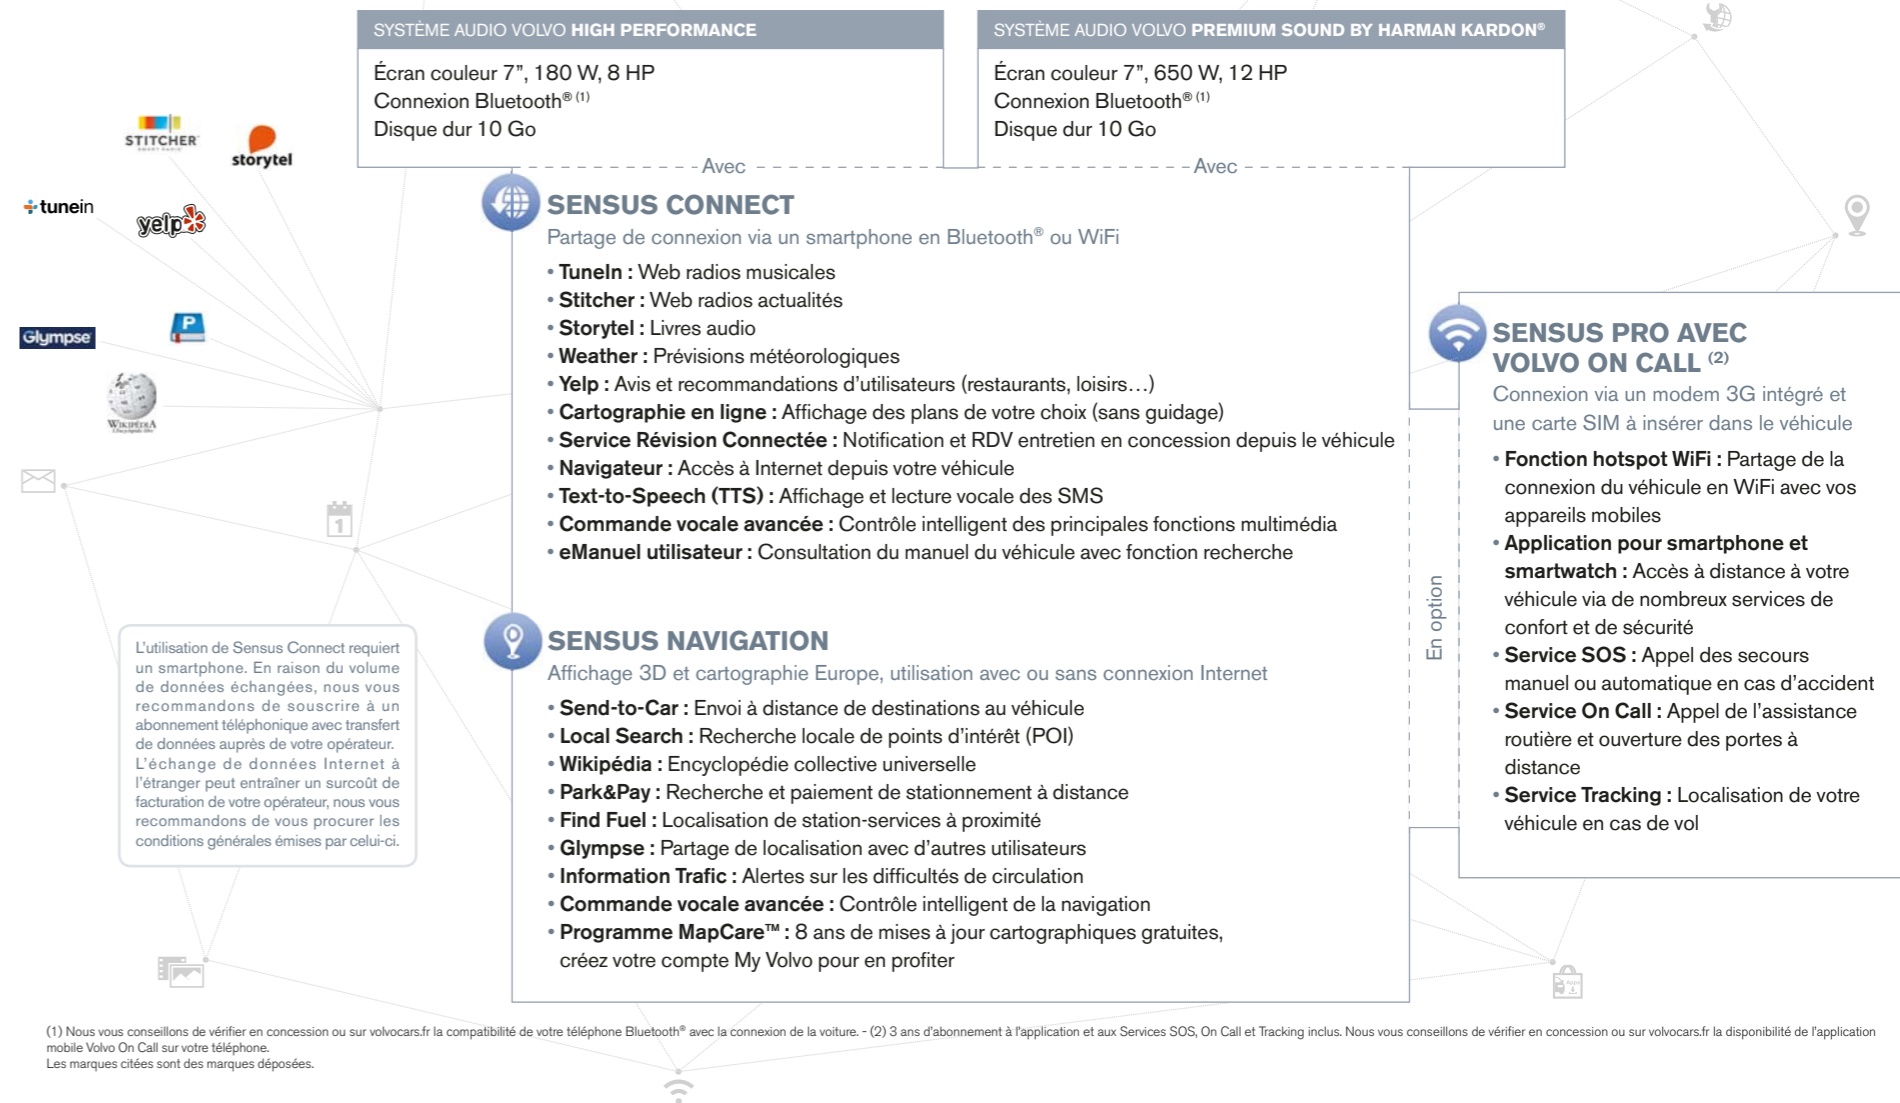 SYSTÈME AUDIO VOLVO HIGH PERFORMANCE
Écran couleur 7”, 180 W, 8 HP
Connexion Bluetooth® (1)
Disque dur 10 Go
SYSTÈME AUDIO VOLVO PREMIUM SOUND BY HARMAN KARDON®
Écran couleur 7”, 650 W, 12 HP
Connexion Bluetooth® (1)
Disque dur 10 Go
Avec
Avec
STITCHER
SMART RADIO
storytel
tunein
yelp
Glympse
P
WIKIPÉDIA
L'encyclopédie libre
1
SENSUS CONNECT
Partage de connexion via un smartphone en Bluetooth® ou WiFi
• TuneIn : Web radios musicales
• Stitcher : Web radios actualités
• Storytel : Livres audio
• Weather : Prévisions météorologiques
• Yelp : Avis et recommandations d’utilisateurs (restaurants, loisirs…)
• Cartographie en ligne : Affichage des plans de votre choix (sans guidage)
• Service Révision Connectée : Notification et RDV entretien en concession depuis le véhicule
• Navigateur : Accès à Internet depuis votre véhicule
• Text-to-Speech (TTS) : Affichage et lecture vocale des SMS
• Commande vocale avancée : Contrôle intelligent des principales fonctions multimédia
• eManuel utilisateur : Consultation du manuel du véhicule avec fonction recherche
L’utilisation de Sensus Connect requiert
un smartphone. En raison du volume
de données échangées, nous vous
recommandons de souscrire à un
abonnement téléphonique avec transfert
de données auprès de votre opérateur.
L’échange de données Internet à
l’étranger peut entraîner un surcoût de
facturation de votre opérateur, nous vous
recommandons de vous procurer les
conditions générales émises par celui-ci.
SENSUS NAVIGATION
Affichage 3D et cartographie Europe, utilisation avec ou sans connexion Internet
• Send-to-Car : Envoi à distance de destinations au véhicule
• Local Search : Recherche locale de points d’intérêt (POI)
• Wikipédia : Encyclopédie collective universelle
• Park&Pay : Recherche et paiement de stationnement à distance
• Find Fuel : Localisation de station-services à proximité
• Glympse : Partage de localisation avec d’autres utilisateurs
• Information Trafic : Alertes sur les difficultés de circulation
• Commande vocale avancée : Contrôle intelligent de la navigation
• Programme MapCare™ : 8 ans de mises à jour cartographiques gratuites,
créez votre compte My Volvo pour en profiter
En option
SENSUS PRO AVEC
VOLVO ON CALL (2)
Connexion via un modem 3G intégré et
une carte SIM à insérer dans le véhicule
• Fonction hotspot WiFi : Partage de la
connexion du véhicule en WiFi avec vos
appareils mobiles
• Application pour smartphone et
smartwatch : Accès à distance à votre
véhicule via de nombreux services de
confort et de sécurité
• Service SOS : Appel des secours
manuel ou automatique en cas d’accident
• Service On Call : Appel de l’assistance
routière et ouverture des portes à
distance
• Service Tracking : Localisation de votre
véhicule en cas de vol
(1) Nous vous conseillons de vérifier en concession ou sur volvocars.fr la compatibilité de votre téléphone Bluetooth® avec la connexion de la voiture. - (2) 3 ans d’abonnement à l’application et aux Services SOS, On Call et Tracking inclus. Nous vous conseillons de vérifier en concession ou sur volvocars.fr la disponibilité de l’application
mobile Volvo On Call sur votre téléphone.
Les marques citées sont des marques déposées.